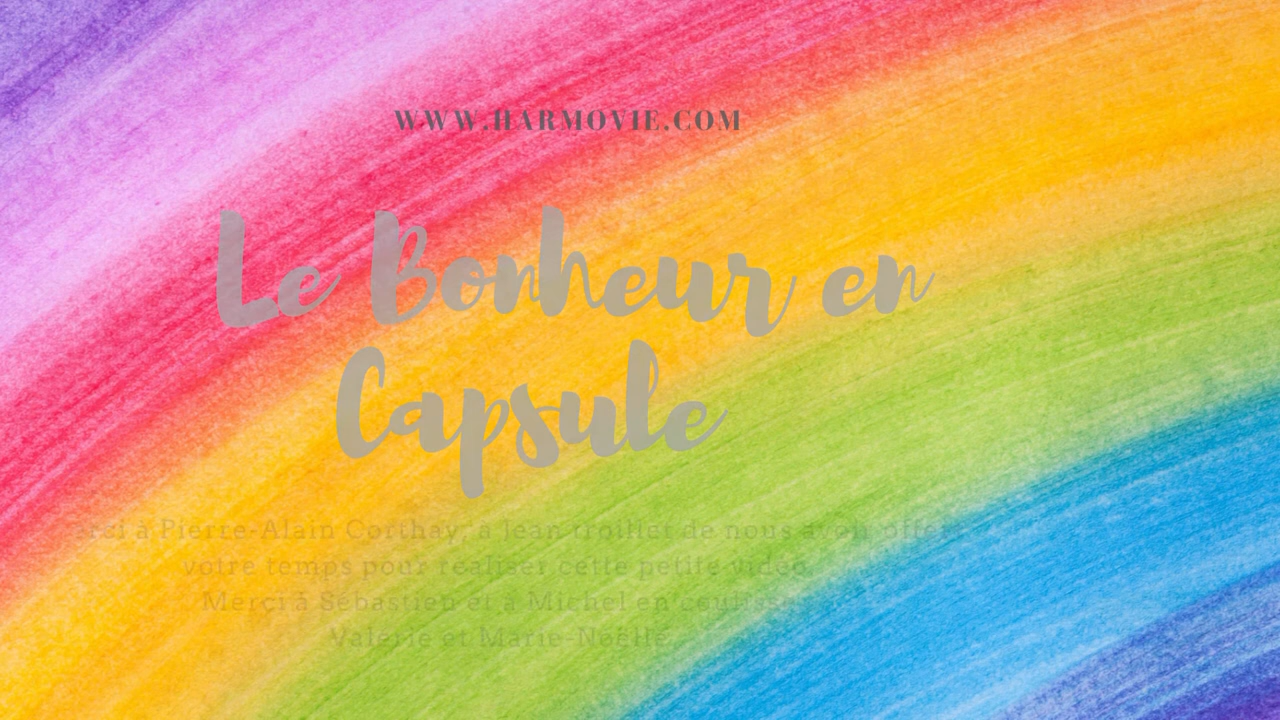 WWW.HARMOVIE.COM
Le Bonheur en
Capsule
Merci à Pierre-Alain Corthay, à Jean troillet de nous avoir offert
votre temps pour réaliser cette petite vidéo.
Merci à Sébastien et à Michel en coulisse
Valérie et Marie-Noëlle